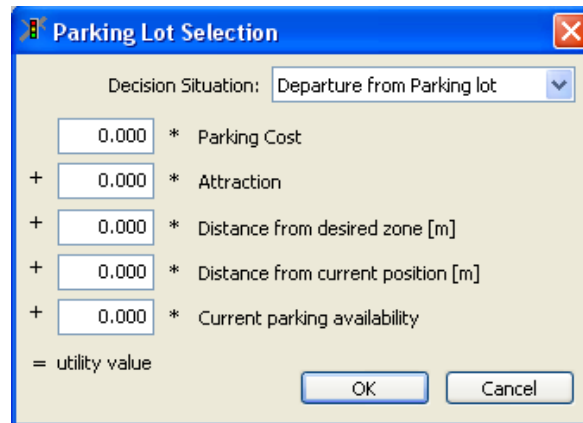 Parking Lot Selection
Decision Situation: Departure from Parking lot
0.000 * Parking Cost
+ 0.000 * Attraction
+ 0.000 * Distance from desired zone [m]
+ 0.000 * Distance from current position [m]
+ 0.000 * Current parking availability
= utility value
OK Cancel